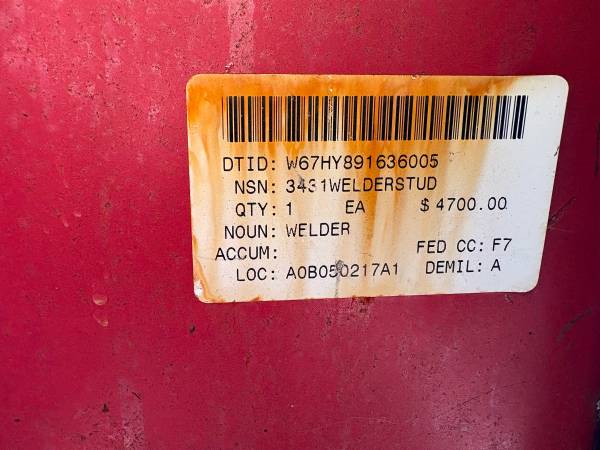 DTID: W67HY891636005
NSN: 3431WELDERSTUD
QTY: 1 EA $ 4700.00
NOUN: WELDER
ACCUM: FED CC: F7
LOC: A0B050217A1 DEMIL: A